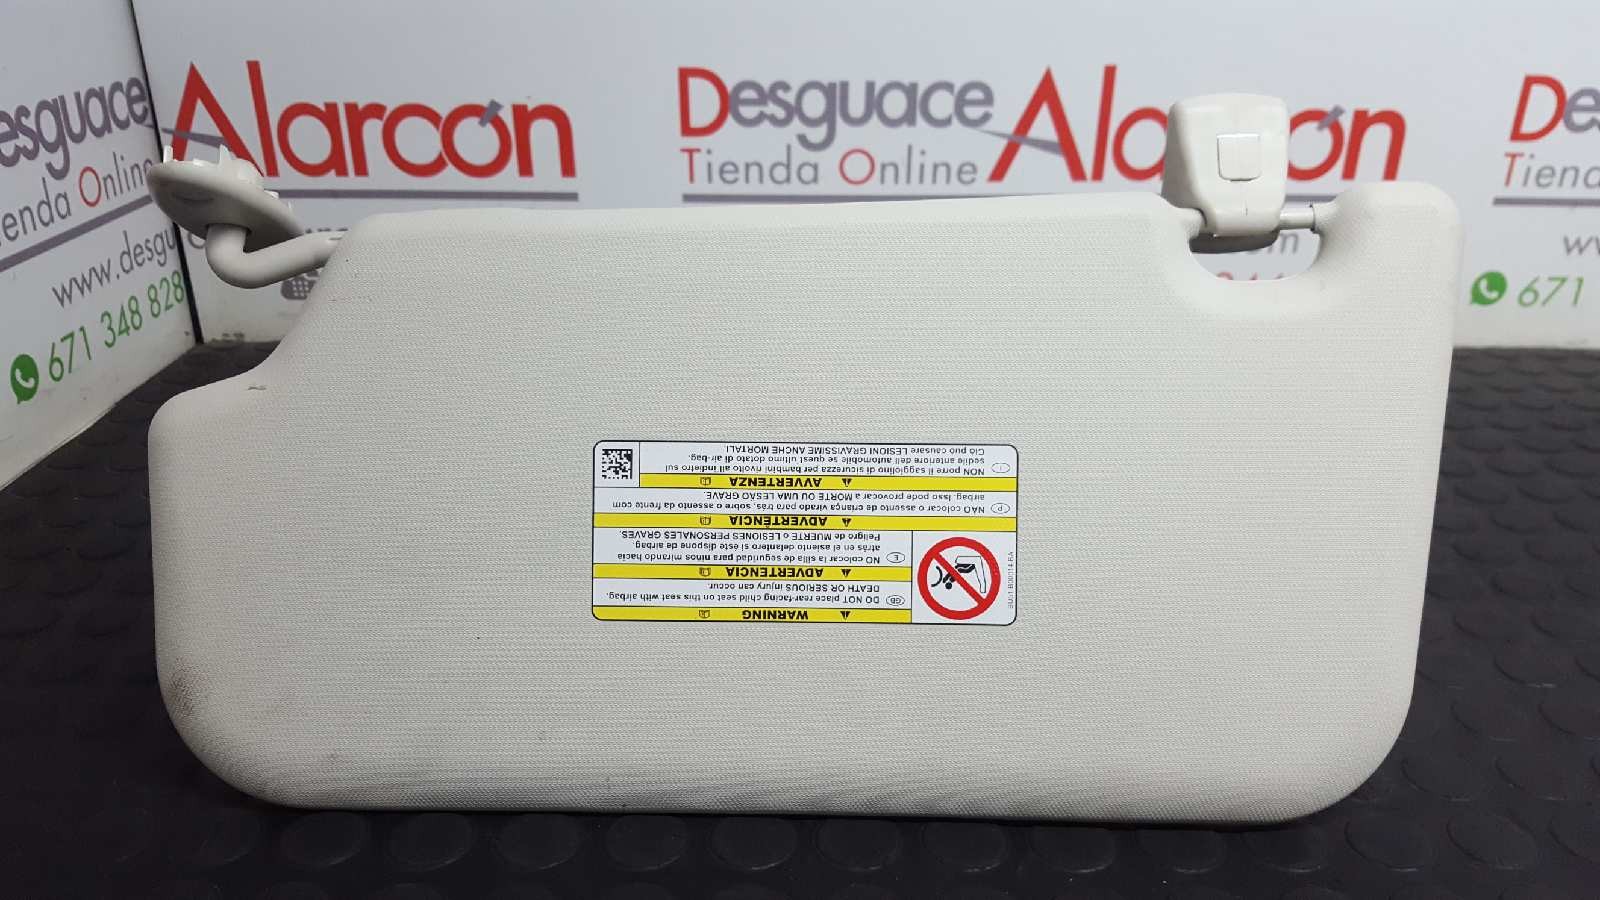 Desguace Alarcón
Tienda Online
www.desgu
671 348 828
Desguace Alarcón
Tienda Online
om
671
WARNING
GB DO NOT place rear-facing child seat on this seat with airbag.
DEATH OR SERIOUS injury can occur.
ADVERTENCIA
E NO colocar la silla de seguridad para niños mirando hacia
atrás en el asiento delantero si éste dispone de airbag.
Peligro de MUERTE o LESIONES PERSONALES GRAVES.
ADVERTÊNCIA
P NÃO colocar o assento de criança virado para trás, sobre o assento da frente com
airbag. Isso pode provocar a MORTE OU UMA LESÃO GRAVE.
AVVERTENZA
I NON porre il saggiolino di sicurezza per bambini rivolto all indietro sul
sedile anteriore dell automobile se quest'ultimo dotato di air-bag.
Ciò può causare LESIONI GRAVISSIME ANCHE MORTALI.